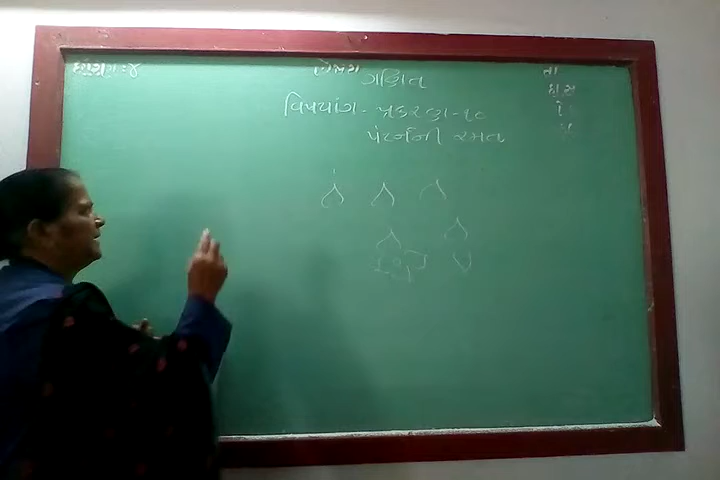 ધોરણ:૪
વિષય
ગણિત
વિષયાંગ - પ્રકરણ-૧૦
પેટર્નની રમત
તા